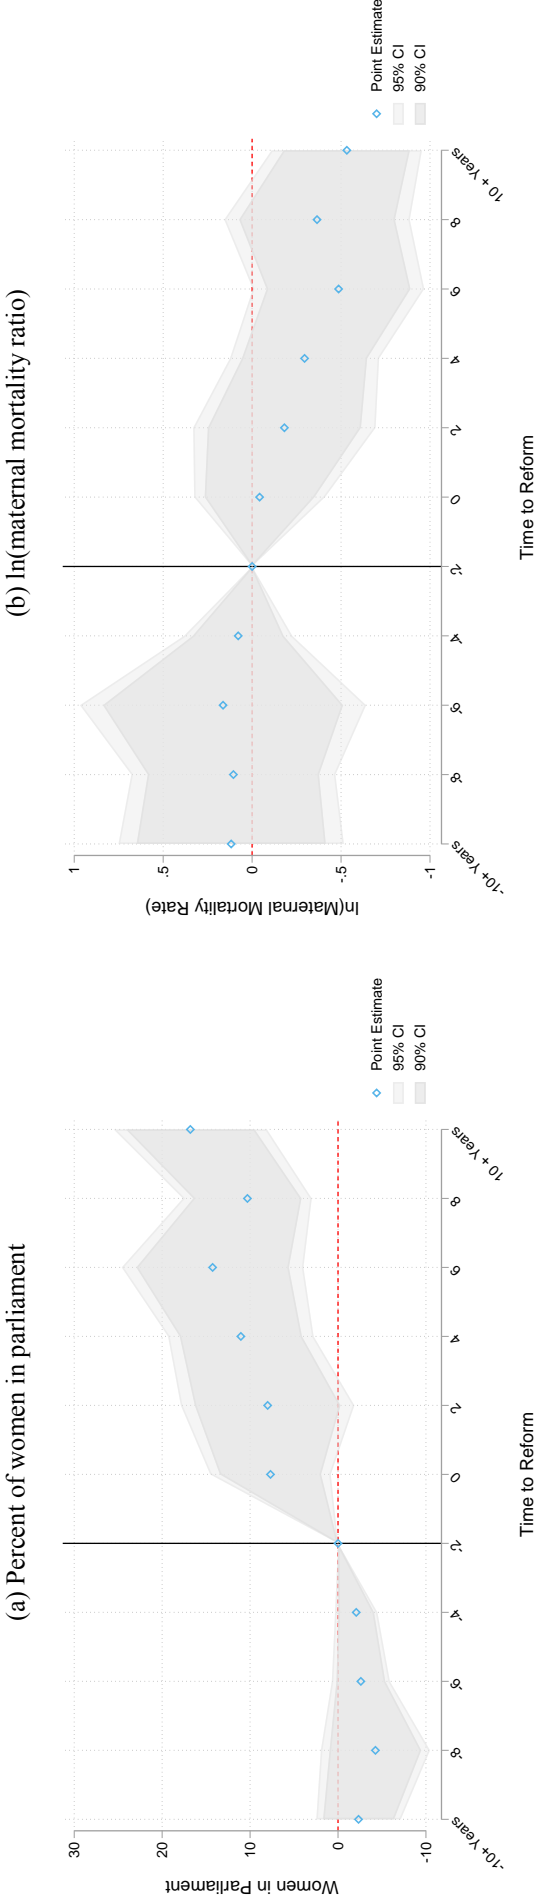 (a) Percent of women in parliament
Women in Parliament
30
20
10
0
-10
-10+ Years
-8
-6
-4
-2
0
2
4
6
8
10 + Years
Time to Reform
Point Estimate
95% CI
90% CI
(b) ln(maternal mortality ratio)
ln(Maternal Mortality Rate)
1
.5
0
-.5
-1
-10+ Years
-8
-6
-4
-2
0
2
4
6
8
10 + Years
Time to Reform
Point Estimate
95% CI
90% CI